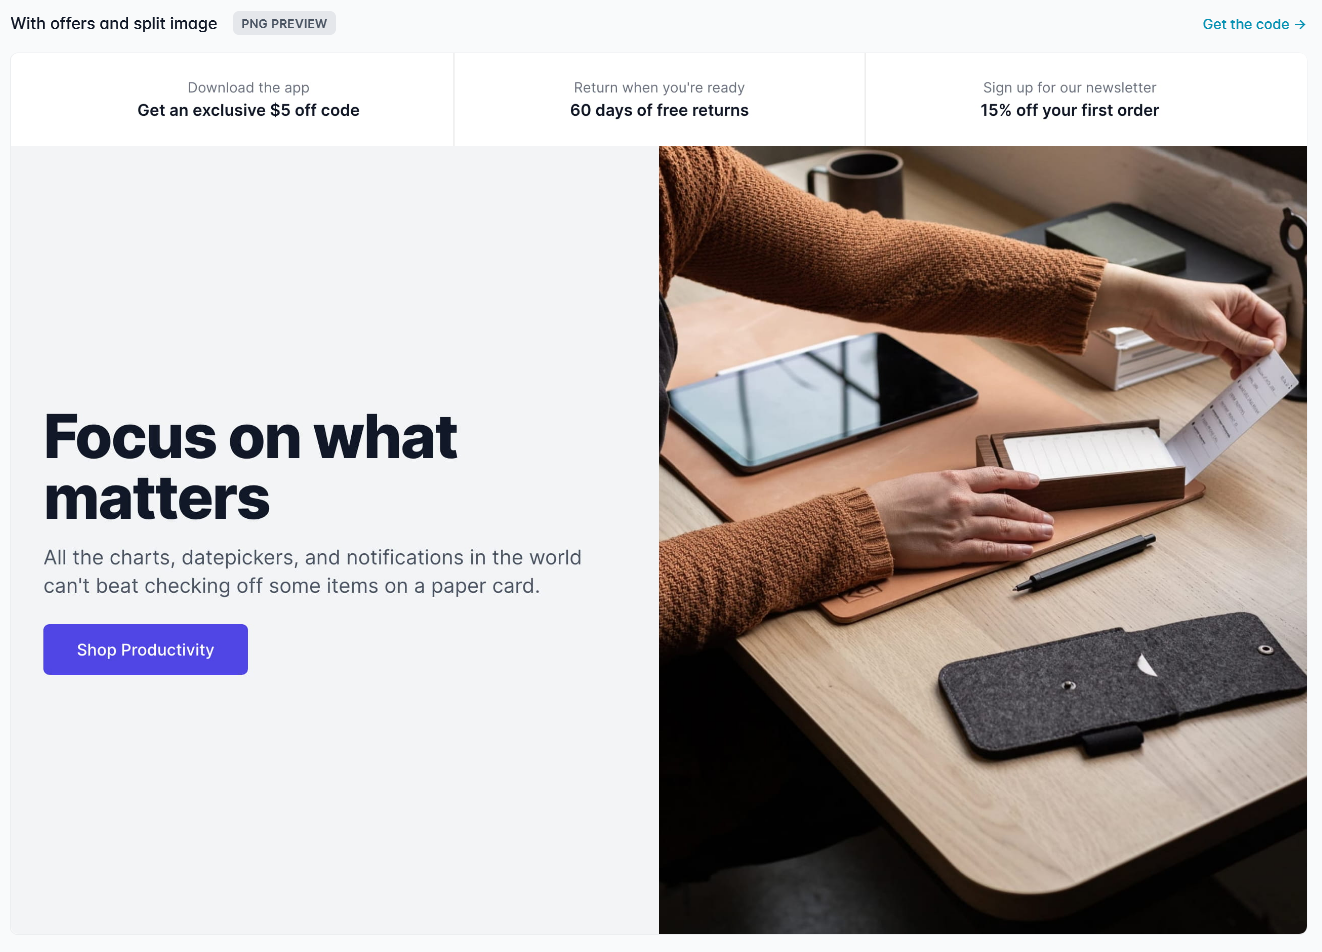 With offers and split image
PNG PREVIEW
Get the code →
Download the app
Get an exclusive $5 off code
Return when you're ready
60 days of free returns
Sign up for our newsletter
15% off your first order
Focus on what
matters
All the charts, datepickers, and notifications in the world
can't beat checking off some items on a paper card.
Shop Productivity